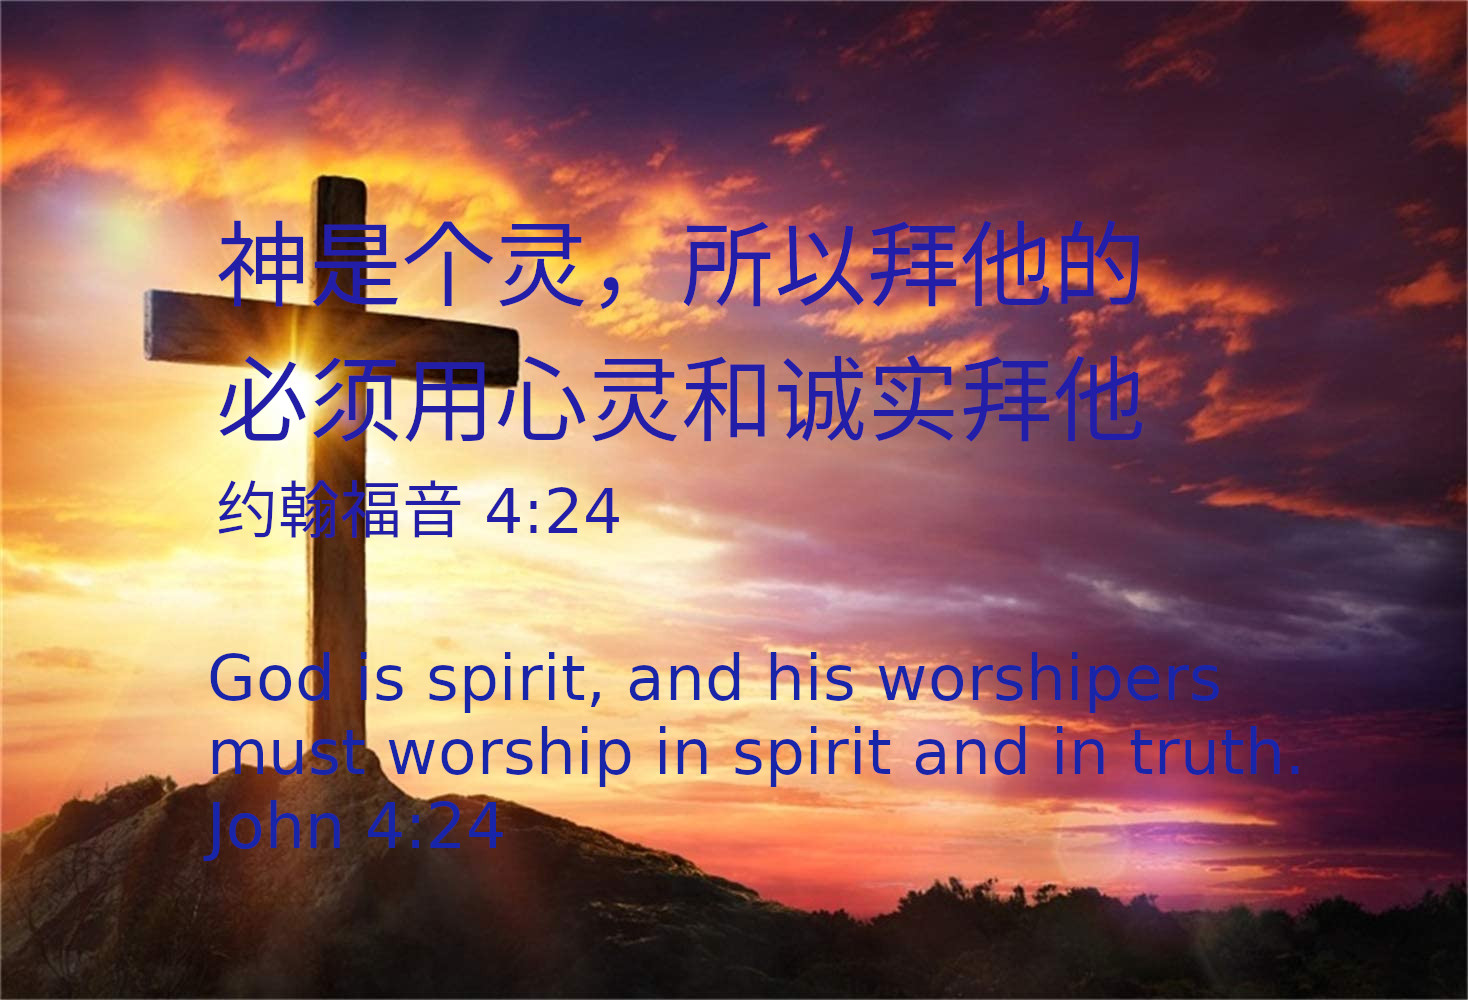 神是个灵，所以拜他的
必须用心灵和诚实拜他
约翰福音 4:24
God is spirit, and his worshipers
must worship in spirit and in truth.
John 4:24